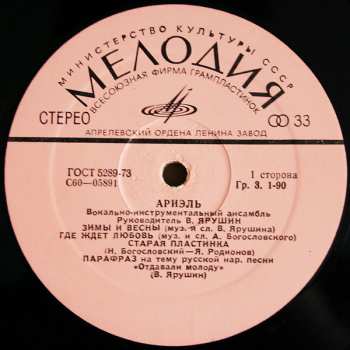 МИНИСТЕРСТВО КУЛЬТУРЫ СССР
МЕЛОДИЯ
ВСЕСОЮЗНАЯ ФИРМА ГРАМПЛАСТИНОК
СТЕРЕО
33
АПРЕЛЕВСКИЙ ОРДЕНА ЛЕНИНА ЗАВОД
ГОСТ 5289-73
С60—05891
1 сторона
Гр. 3. 1-90
АРИЭЛЬ
Вокально-инструментальный ансамбль
Руководитель В. ЯРУШИН
ЗИМЫ И ВЕСНЫ (муз. и сл. В. Ярушина)
ГДЕ ЖДЕТ ЛЮБОВЬ (муз. и сл. А. Богословского)
СТАРАЯ ПЛАСТИНКА
(Н. Богословский—Я. Родионов)
ПАРАФРАЗ на тему русской нар. песни
«Отдавали молоду»
(В. Ярушин)